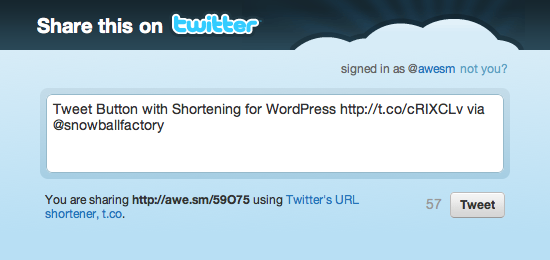 Share this on twitter
signed in as @awesm not you?
Tweet Button with Shortening for WordPress http://t.co/cRIXCLv via
@snowballfactory
You are sharing http://awe.sm/59O75 using Twitter's URL
shortener, t.co.
57 Tweet